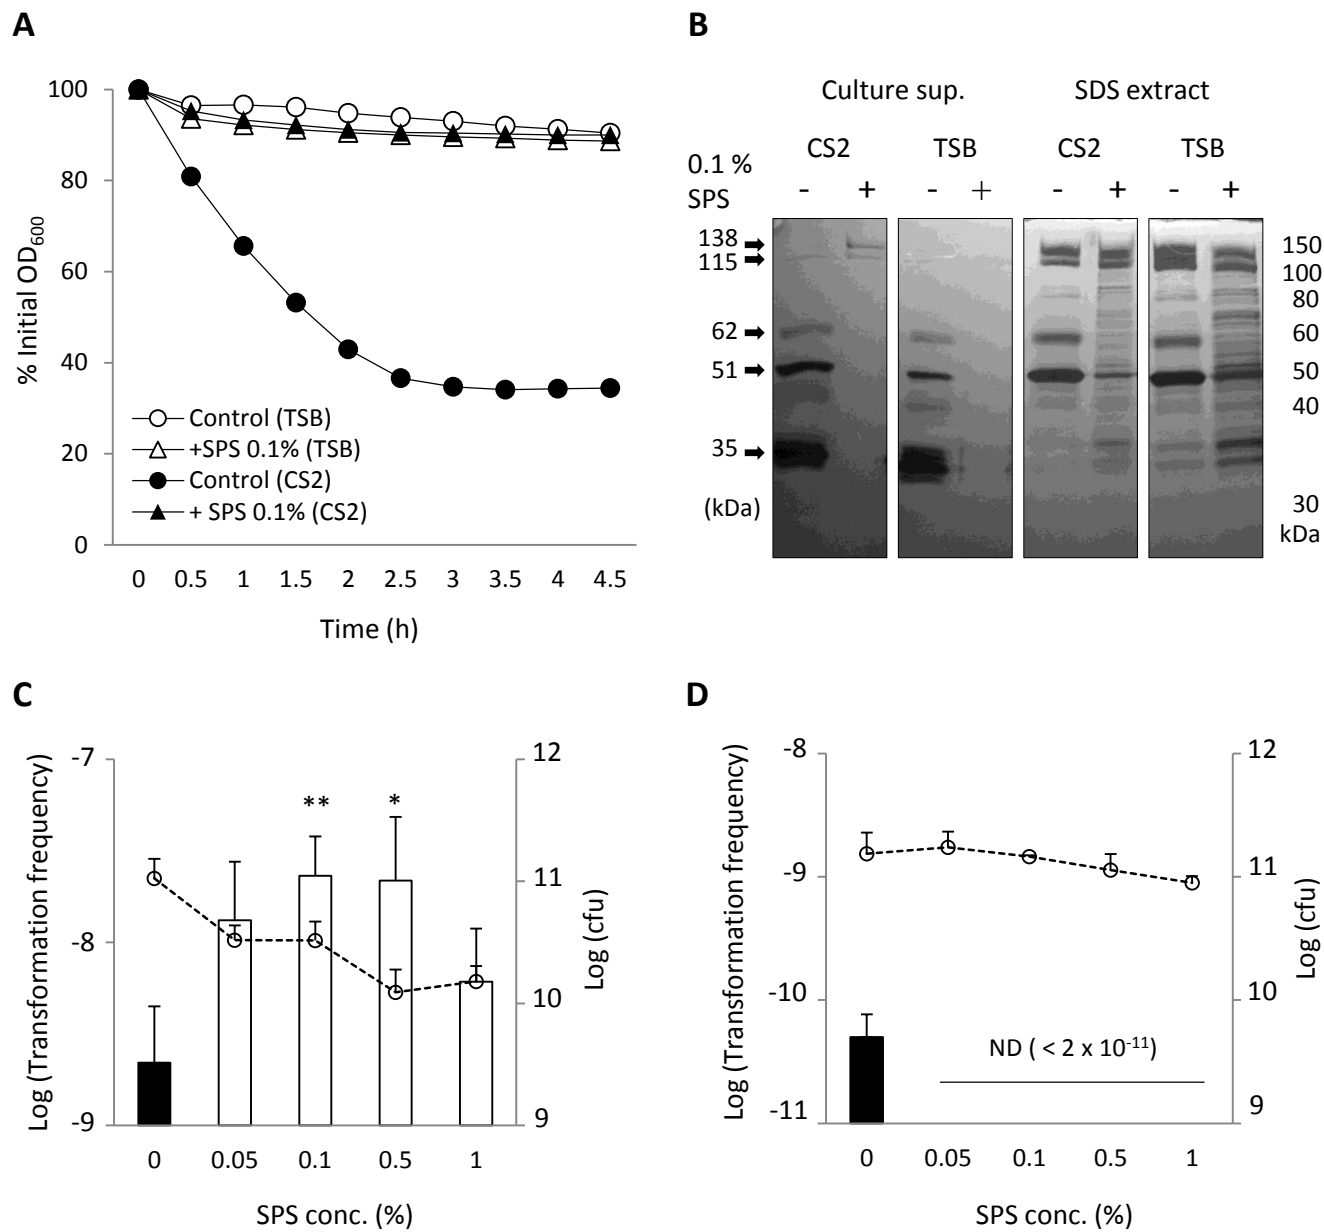 A
100
80
60
40
20
0
% Initial OD600
Control (TSB)
+SPS 0.1% (TSB)
Control (CS2)
+ SPS 0.1% (CS2)
0 0.5 1 1.5 2 2.5 3 3.5 4 4.5
Time (h)
B
Culture sup. SDS extract
CS2 TSB CS2 TSB
0.1 %
SPS - + - + - + - +
138
115
62
51
35
(kDa)
150
100
80
60
50
40
30
kDa
C
-7
-8
-9
Log (Transformation frequency)
** *
12
11
10
9
Log (cfu)
0 0.05 0.1 0.5 1
SPS conc. (%)
D
-8
-9
-10
-11
Log (Transformation frequency)
ND ( < 2 x 10-11)
12
11
10
9
Log (cfu)
0 0.05 0.1 0.5 1
SPS conc. (%)